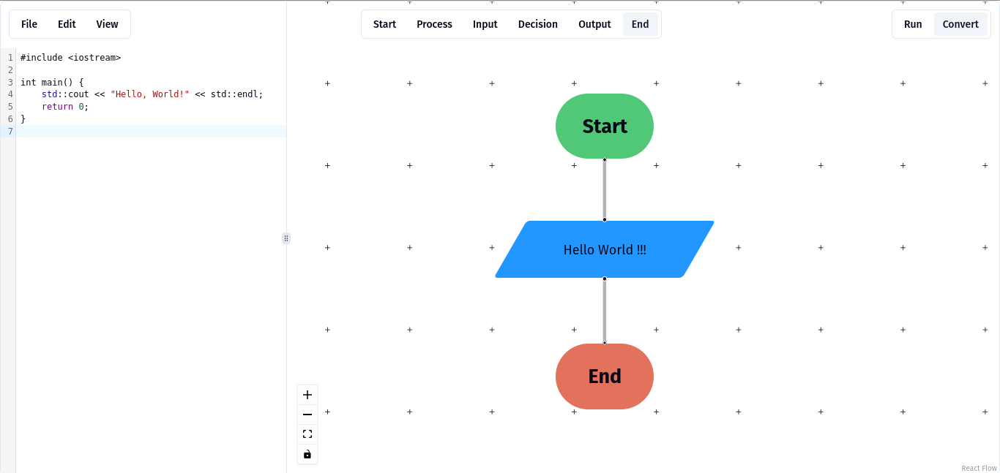 File Edit View
Start Process Input Decision Output End
Run Convert
1 #include <iostream>
2
3 int main() {
4     std::cout << "Hello, World!" << std::endl;
5     return 0;
6 }
7
Start
Hello World !!!
End
React Flow